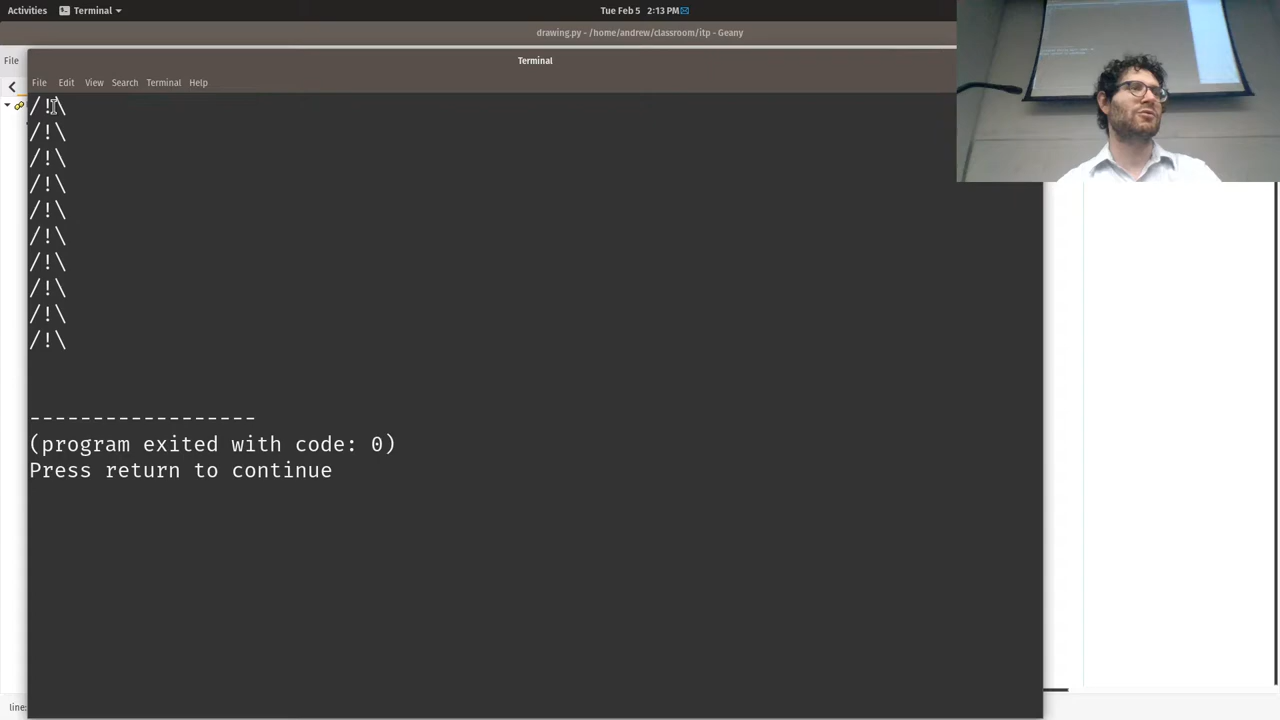 Activities
Terminal
Tue Feb 5 2:13 PM
drawing.py - /home/andrew/classroom/itp - Geany
File
Terminal
File Edit View Search Terminal Help
/!\
/!\
/!\
/!\
/!\
/!\
/!\
/!\
/!\
/!\
------------------
(program exited with code: 0)
Press return to continue
line: